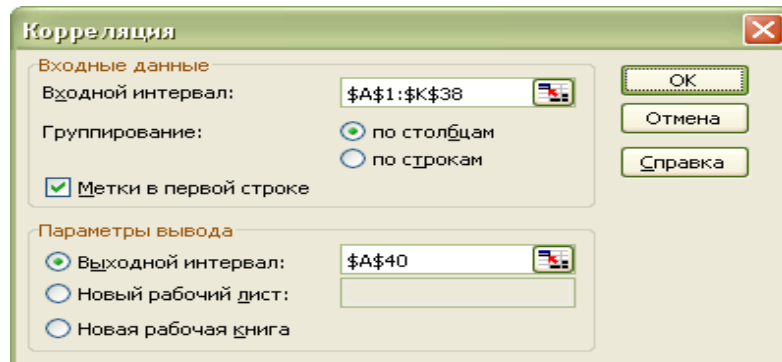 Корреляция
Входные данные
Входной интервал: $A$1:$K$38
Группирование: по столбцам
по строкам
Метки в первой строке
Параметры вывода
Выходной интервал: $A$40
Новый рабочий лист:
Новая рабочая книга
ОК
Отмена
Справка